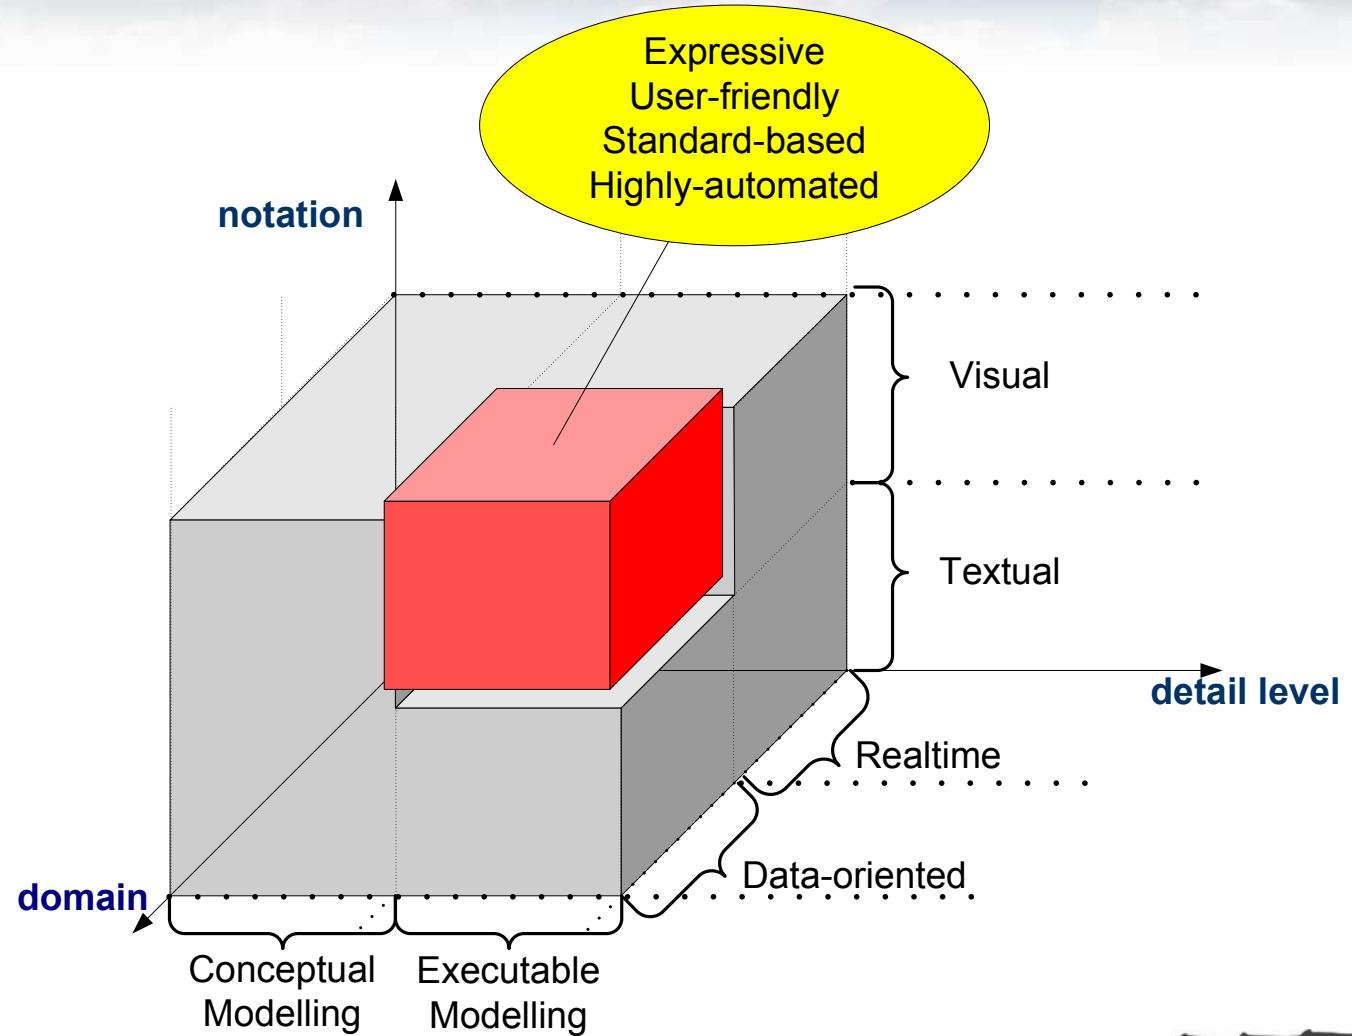 Expressive
User-friendly
Standard-based
Highly-automated
notation
Visual
Textual
detail level
Realtime
Data-oriented
domain
Conceptual
Modelling
Executable
Modelling